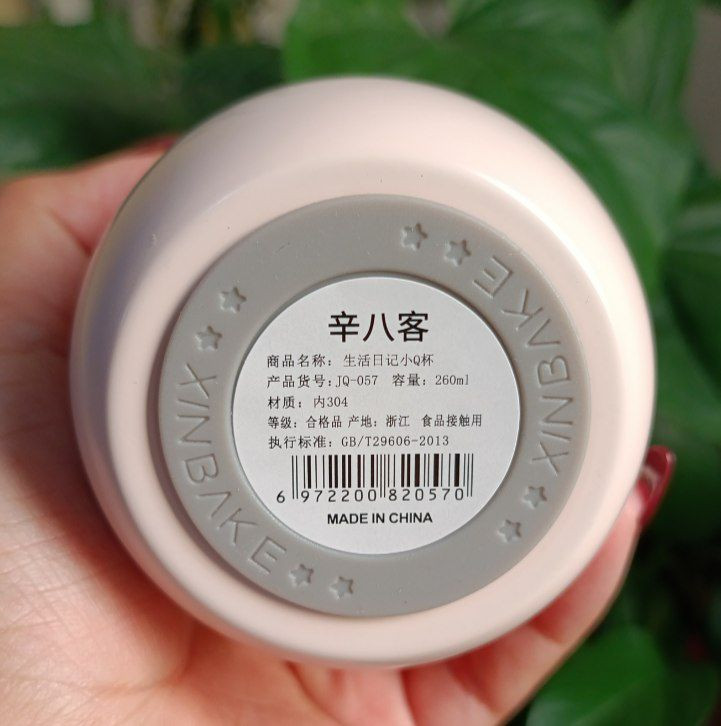 辛八客
商品名称：生活日记小Q杯
产品货号:JQ-057 容量：260ml
材质：内304
等级：合格品 产地：浙江 食品接触用
执行标准：GB/T29606-2013
6 972200 820570
MADE IN CHINA
XINBAKE
XINBAKE